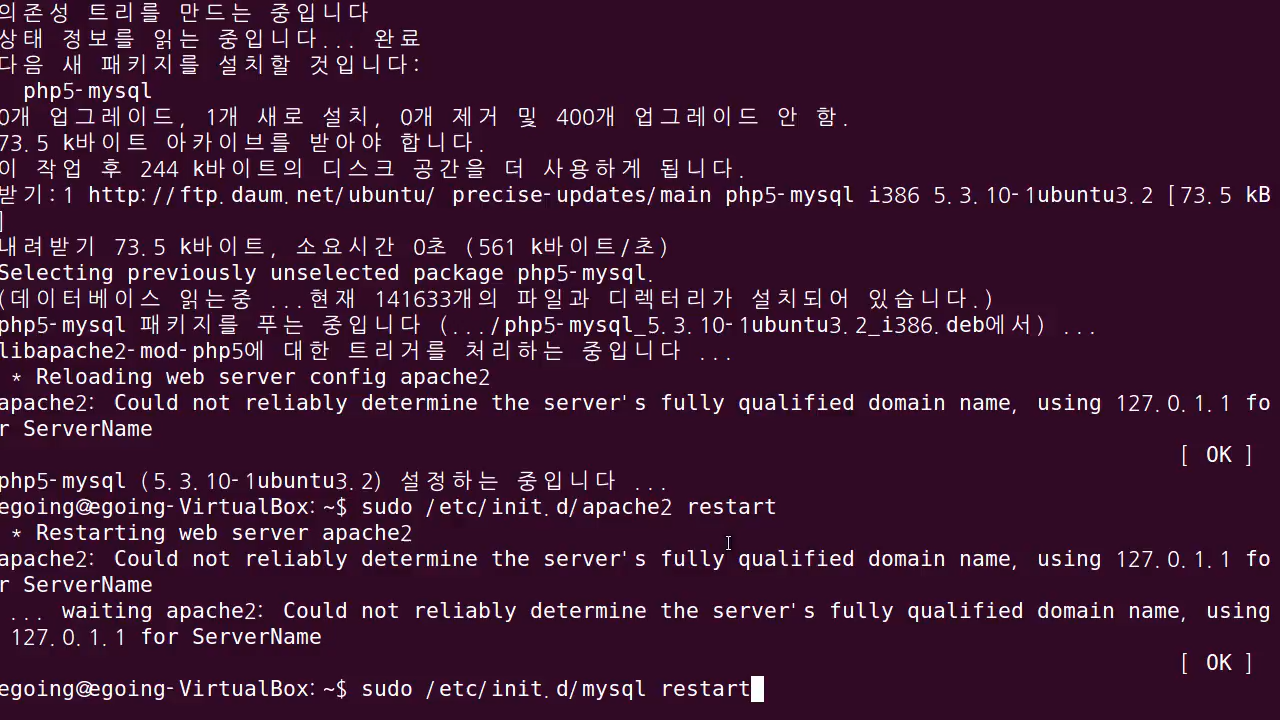 의존성 트리를 만드는 중입니다
상태 정보를 읽는 중입니다... 완료
다음 새 패키지를 설치할 것입니다:
php5-mysql
0개 업그레이드, 1개 새로 설치, 0개 제거 및 400개 업그레이드 안 함.
73.5 k바이트 아카이브를 받아야 합니다.
이 작업 후 244 k바이트의 디스크 공간을 더 사용하게 됩니다.
받기:1 http://ftp.daum.net/ubuntu/ precise-updates/main php5-mysql i386 5.3.10-1ubuntu3.2 [73.5 kB
]
내려받기 73.5 k바이트, 소요시간 0초 (561 k바이트/초)
Selecting previously unselected package php5-mysql.
(데이터베이스 읽는중 ...현재 141633개의 파일과 디렉터리가 설치되어 있습니다.)
php5-mysql 패키지를 푸는 중입니다 (.../php5-mysql_5.3.10-1ubuntu3.2_i386.deb에서) ...
libapache2-mod-php5에 대한 트리거를 처리하는 중입니다 ...
* Reloading web server config apache2
apache2: Could not reliably determine the server's fully qualified domain name, using 127.0.1.1 fo
r ServerName
[ OK ]
php5-mysql (5.3.10-1ubuntu3.2) 설정하는 중입니다 ...
egoing@egoing-VirtualBox:~$ sudo /etc/init.d/apache2 restart
* Restarting web server apache2
apache2: Could not reliably determine the server's fully qualified domain name, using 127.0.1.1 fo
r ServerName
... waiting apache2: Could not reliably determine the server's fully qualified domain name, using
127.0.1.1 for ServerName
[ OK ]
egoing@egoing-VirtualBox:~$ sudo /etc/init.d/mysql restart